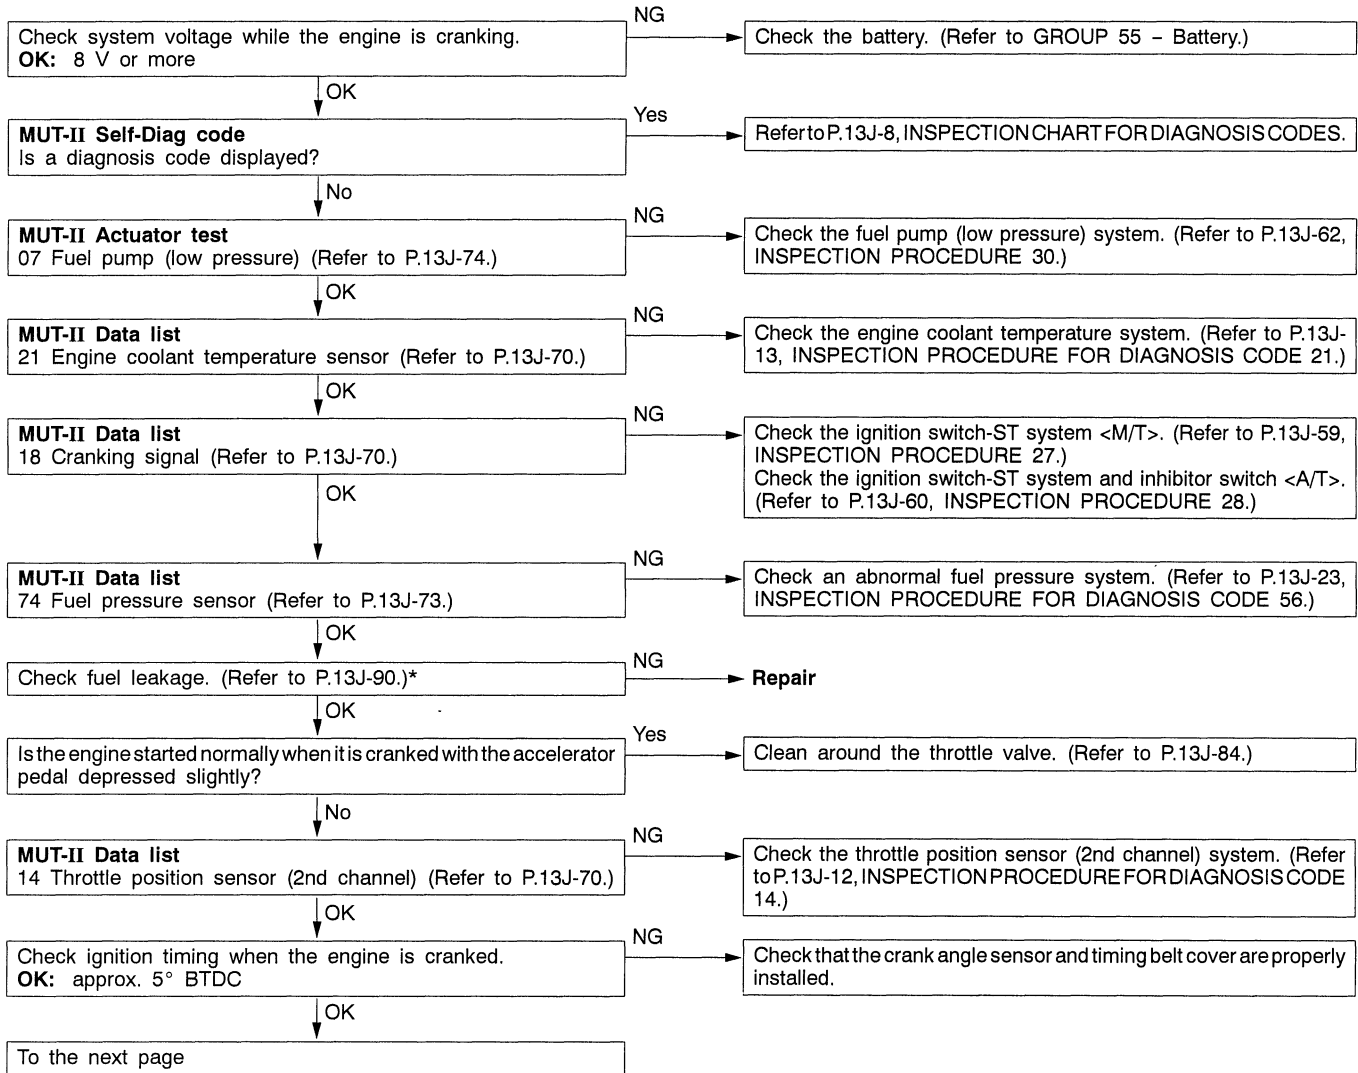 NG
Check system voltage while the engine is cranking.
OK: 8 V or more
Check the battery. (Refer to GROUP 55 – Battery.)
OK
Yes
MUT-II Self-Diag code
Is a diagnosis code displayed?
Refer to P.13J-8, INSPECTION CHART FOR DIAGNOSIS CODES.
No
NG
MUT-II Actuator test
07 Fuel pump (low pressure) (Refer to P.13J-74.)
Check the fuel pump (low pressure) system. (Refer to P.13J-62,
INSPECTION PROCEDURE 30.)
OK
NG
MUT-II Data list
21 Engine coolant temperature sensor (Refer to P.13J-70.)
Check the engine coolant temperature system. (Refer to P.13J-
13, INSPECTION PROCEDURE FOR DIAGNOSIS CODE 21.)
OK
NG
MUT-II Data list
18 Cranking signal (Refer to P.13J-70.)
Check the ignition switch-ST system <M/T>. (Refer to P.13J-59,
INSPECTION PROCEDURE 27.)
Check the ignition switch-ST system and inhibitor switch <A/T>.
(Refer to P.13J-60, INSPECTION PROCEDURE 28.)
OK
NG
MUT-II Data list
74 Fuel pressure sensor (Refer to P.13J-73.)
Check an abnormal fuel pressure system. (Refer to P.13J-23,
INSPECTION PROCEDURE FOR DIAGNOSIS CODE 56.)
OK
NG
Check fuel leakage. (Refer to P.13J-90.)*
Repair
OK
Yes
Is the engine started normally when it is cranked with the accelerator
pedal depressed slightly?
Clean around the throttle valve. (Refer to P.13J-84.)
No
NG
MUT-II Data list
14 Throttle position sensor (2nd channel) (Refer to P.13J-70.)
Check the throttle position sensor (2nd channel) system. (Refer
to P.13J-12, INSPECTION PROCEDURE FOR DIAGNOSIS CODE
14.)
OK
NG
Check ignition timing when the engine is cranked.
OK: approx. 5° BTDC
Check that the crank angle sensor and timing belt cover are properly
installed.
OK
To the next page